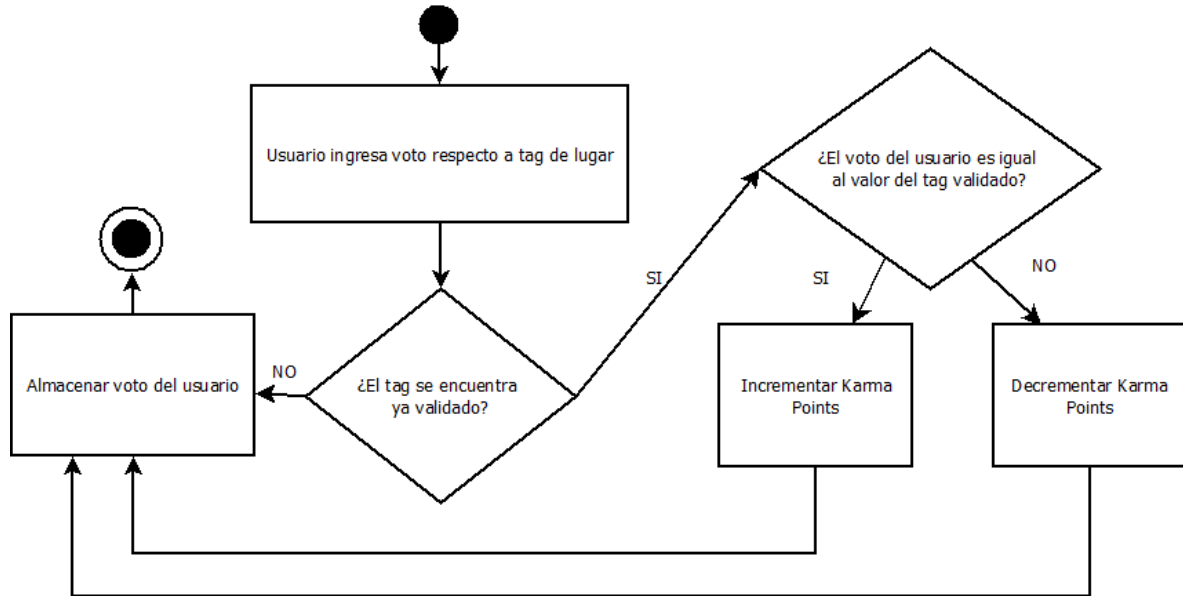 Usuario ingresa voto respecto a tag de lugar
¿El voto del usuario es igual
al valor del tag validado?
SI
SI
NO
Almacenar voto del usuario
NO
¿El tag se encuentra
ya validado?
Incrementar Karma
Points
Decrementar Karma
Points